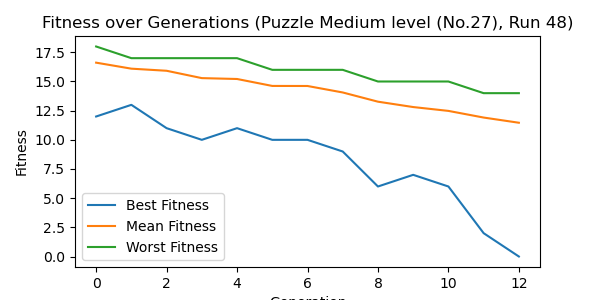 Fitness over Generations (Puzzle Medium level (No.27), Run 48)
17.5
15.0
12.5
10.0
7.5
5.0
2.5
0.0
Fitness
Best Fitness
Mean Fitness
Worst Fitness
0 2 4 6 8 10 12
Generation